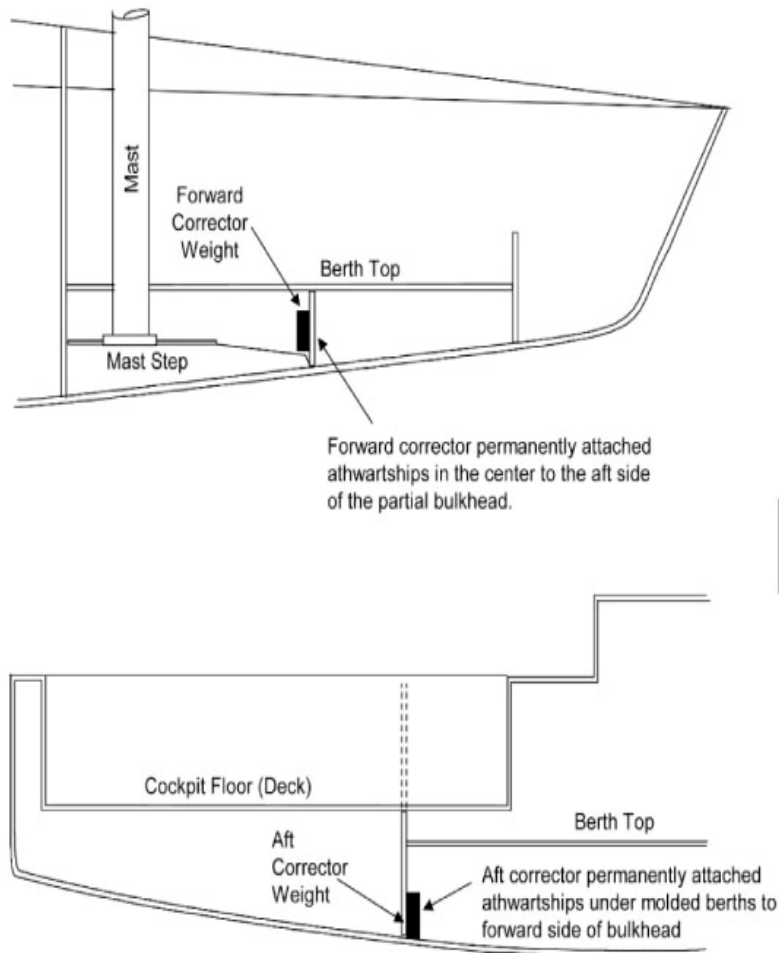 Mast
Forward
Corrector
Weight
Berth Top
Mast Step
Forward corrector permanently attached
athwartships in the center to the aft side
of the partial bulkhead.
Cockpit Floor (Deck)
Berth Top
Aft
Corrector
Weight
Aft corrector permanently attached
athwartships under molded berths to
forward side of bulkhead